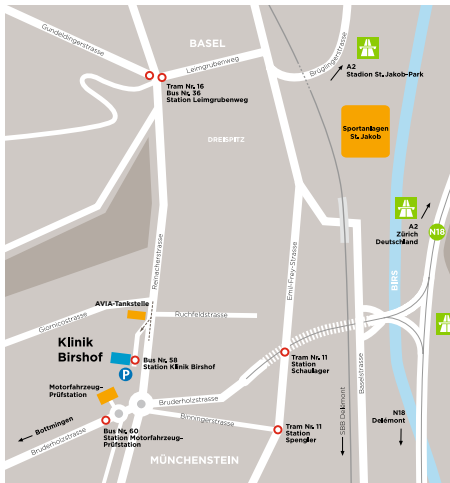 Gundeldingerstrasse
BASEL
Leimgrubenweg
Brüglingerstrasse
A2
Stadion St. Jakob-Park
Tram Nr. 16
Bus Nr. 36
Station Leimgrubenweg
Sportanlagen
St. Jakob
DREISPITZ
A2
Zürich
Deutschland
N18
Reinacherstrasse
Emil-Frey-Strasse
BIRS
AVIA-Tankstelle
Giornicostrasse
Ruchfeldstrasse
Klinik
Birshof
Bus Nr. 58
Station Klinik Birshof
P
Tram Nr. 11
Station
Schaulager
Baselstrasse
Motorfahrzeug-
Prüfstation
Bruderholzstrasse
Binningerstrasse
SBB Delémont
N18
Delémont
Bottmingen
Bruderholzstrasse
Bus Nr. 60
Station Motorfahrzeug-
Prüfstation
Tram Nr. 11
Station
Spengler
MÜNCHENSTEIN